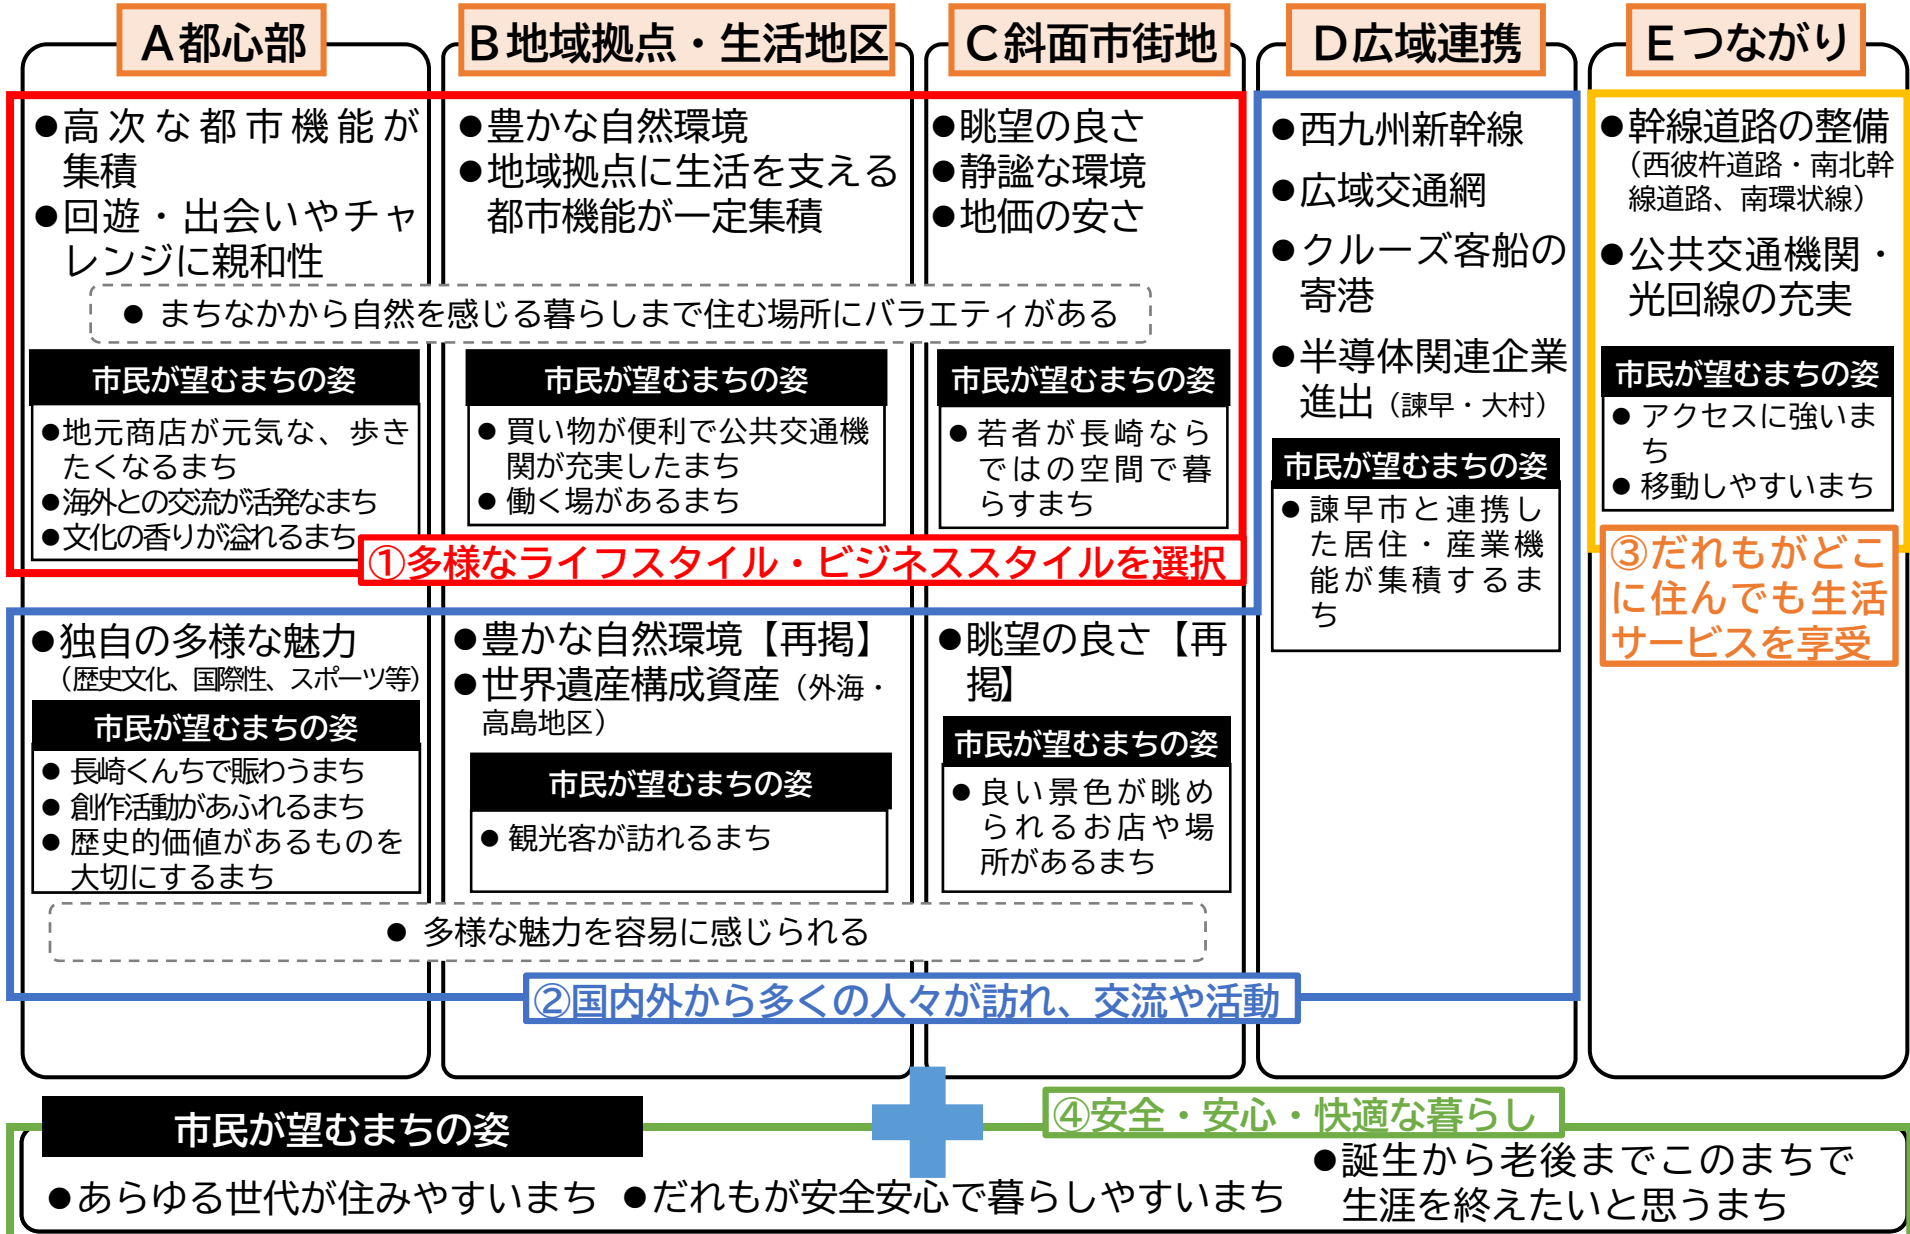 A都心部
●高次な都市機能が
集積
●回遊・出会いやチャ
レンジに親和性
B地域拠点・生活地区
●豊かな自然環境
●地域拠点に生活を支える
都市機能が一定集積
C斜面市街地
●眺望の良さ
●静謐な環境
●地価の安さ
● まちなかから自然を感じる暮らしまで住む場所にバラエティがある
市民が望むまちの姿
●地元商店が元気な、歩き
たくなるまち
●海外との交流が活発なまち
●文化の香りが溢れるまち
市民が望むまちの姿
● 買い物が便利で公共交通機
関が充実したまち
● 働く場があるまち
市民が望むまちの姿
● 若者が長崎なら
ではの空間で暮
らすまち
①多様なライフスタイル・ビジネススタイルを選択
D広域連携
●西九州新幹線
●広域交通網
●クルーズ客船の
寄港
●半導体関連企業
進出（諫早・大村）
市民が望むまちの姿
● 諫早市と連携し
た居住・産業機
能が集積するま
ち
Eつながり
●幹線道路の整備
（西彼杵道路・南北幹
線道路、南環状線）
●公共交通機関・
光回線の充実
市民が望むまちの姿
● アクセスに強いま
ち
● 移動しやすいまち
③だれもがどこ
に住んでも生活
サービスを享受
●独自の多様な魅力
（歴史文化、国際性、スポーツ等）
市民が望むまちの姿
● 長崎くんちで賑わうまち
● 創作活動があふれるまち
● 歴史的価値があるものを
大切にするまち
●豊かな自然環境【再掲】
●世界遺産構成資産（外海・
高島地区）
市民が望むまちの姿
● 観光客が訪れるまち
●眺望の良さ【再
掲】
市民が望むまちの姿
● 良い景色が眺め
られるお店や場
所があるまち
● 多様な魅力を容易に感じられる
②国内外から多くの人々が訪れ、交流や活動
④安全・安心・快適な暮らし
市民が望むまちの姿
●あらゆる世代が住みやすいまち
●だれもが安全安心で暮らしやすいまち
●誕生から老後までこのまちで
生涯を終えたいと思うまち